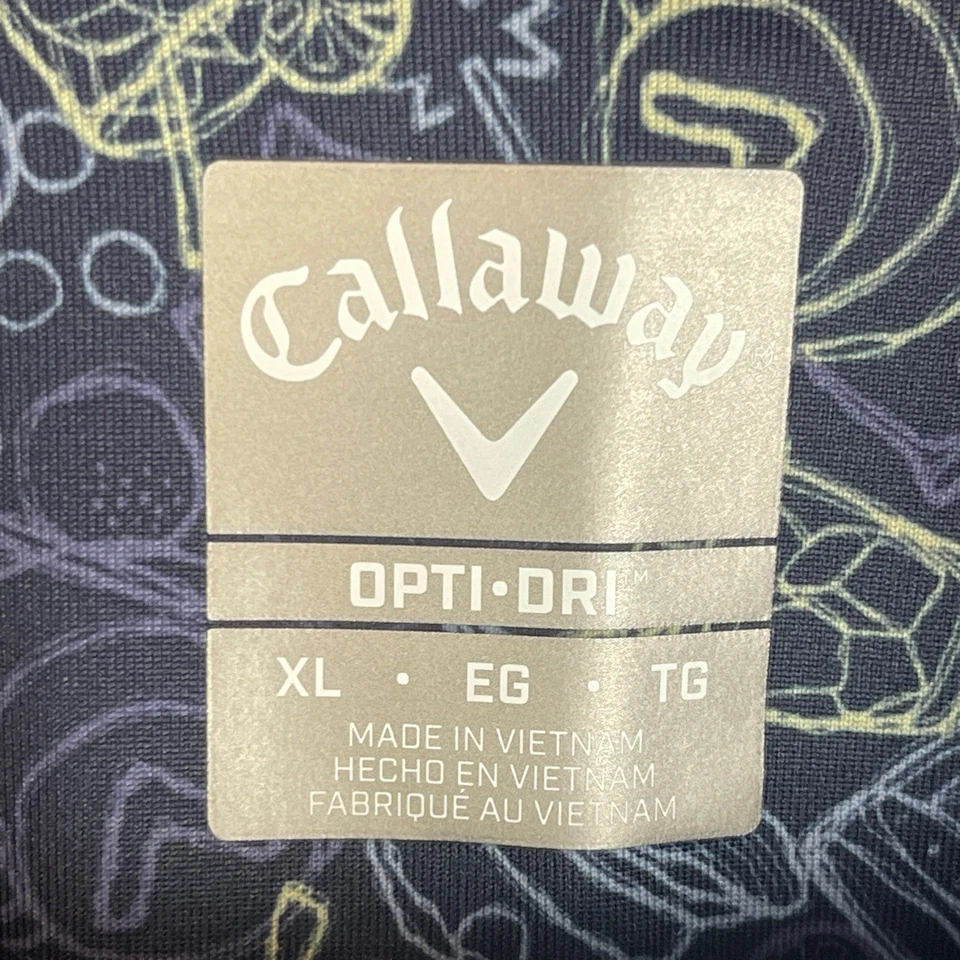 Callaway
OPTI•DRI™
XL • EG • TG
MADE IN VIETNAM
HECHO EN VIETNAM
FABRIQUÉ AU VIETNAM